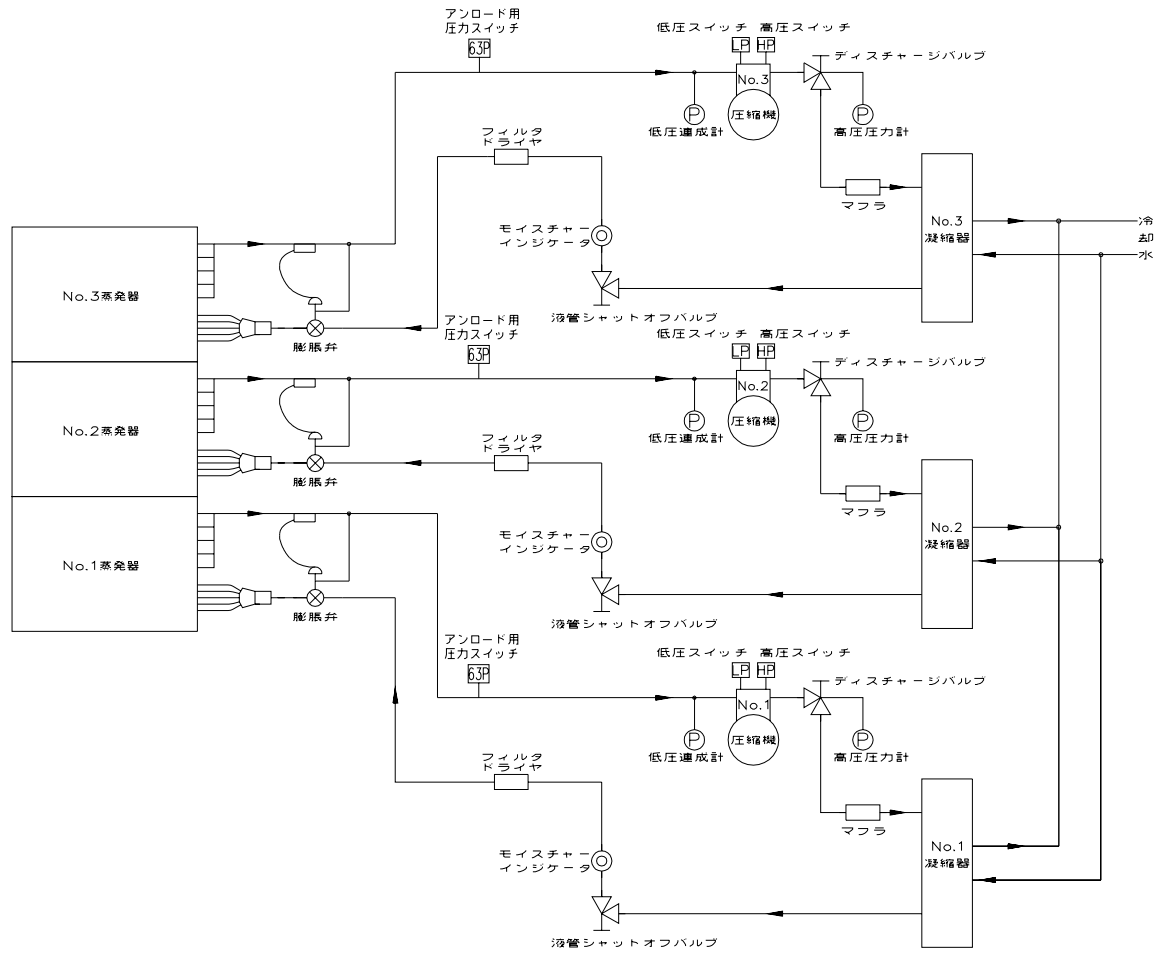 アンロード用
圧力スイッチ
63P
低圧スイッチ 高圧スイッチ
LP HP
ディスチャージバルブ
No.3
圧縮機
P
低圧連成計
P
高圧圧力計
フィルタ
ドライヤ
マフラ
モイスチャー
インジケータ
No.3
凝縮器
冷
却
水
No.3蒸発器
液管シャットオフバルブ
膨脹弁
アンロード用
圧力スイッチ
63P
低圧スイッチ 高圧スイッチ
LP HP
ディスチャージバルブ
No.2
圧縮機
P
低圧連成計
P
高圧圧力計
No.2蒸発器
フィルタ
ドライヤ
膨脹弁
マフラ
モイスチャー
インジケータ
No.2
凝縮器
No.1蒸発器
液管シャットオフバルブ
膨脹弁
アンロード用
圧力スイッチ
63P
低圧スイッチ 高圧スイッチ
LP HP
ディスチャージバルブ
No.1
圧縮機
P
低圧連成計
P
高圧圧力計
フィルタ
ドライヤ
マフラ
モイスチャー
インジケータ
No.1
凝縮器
液管シャットオフバルブ